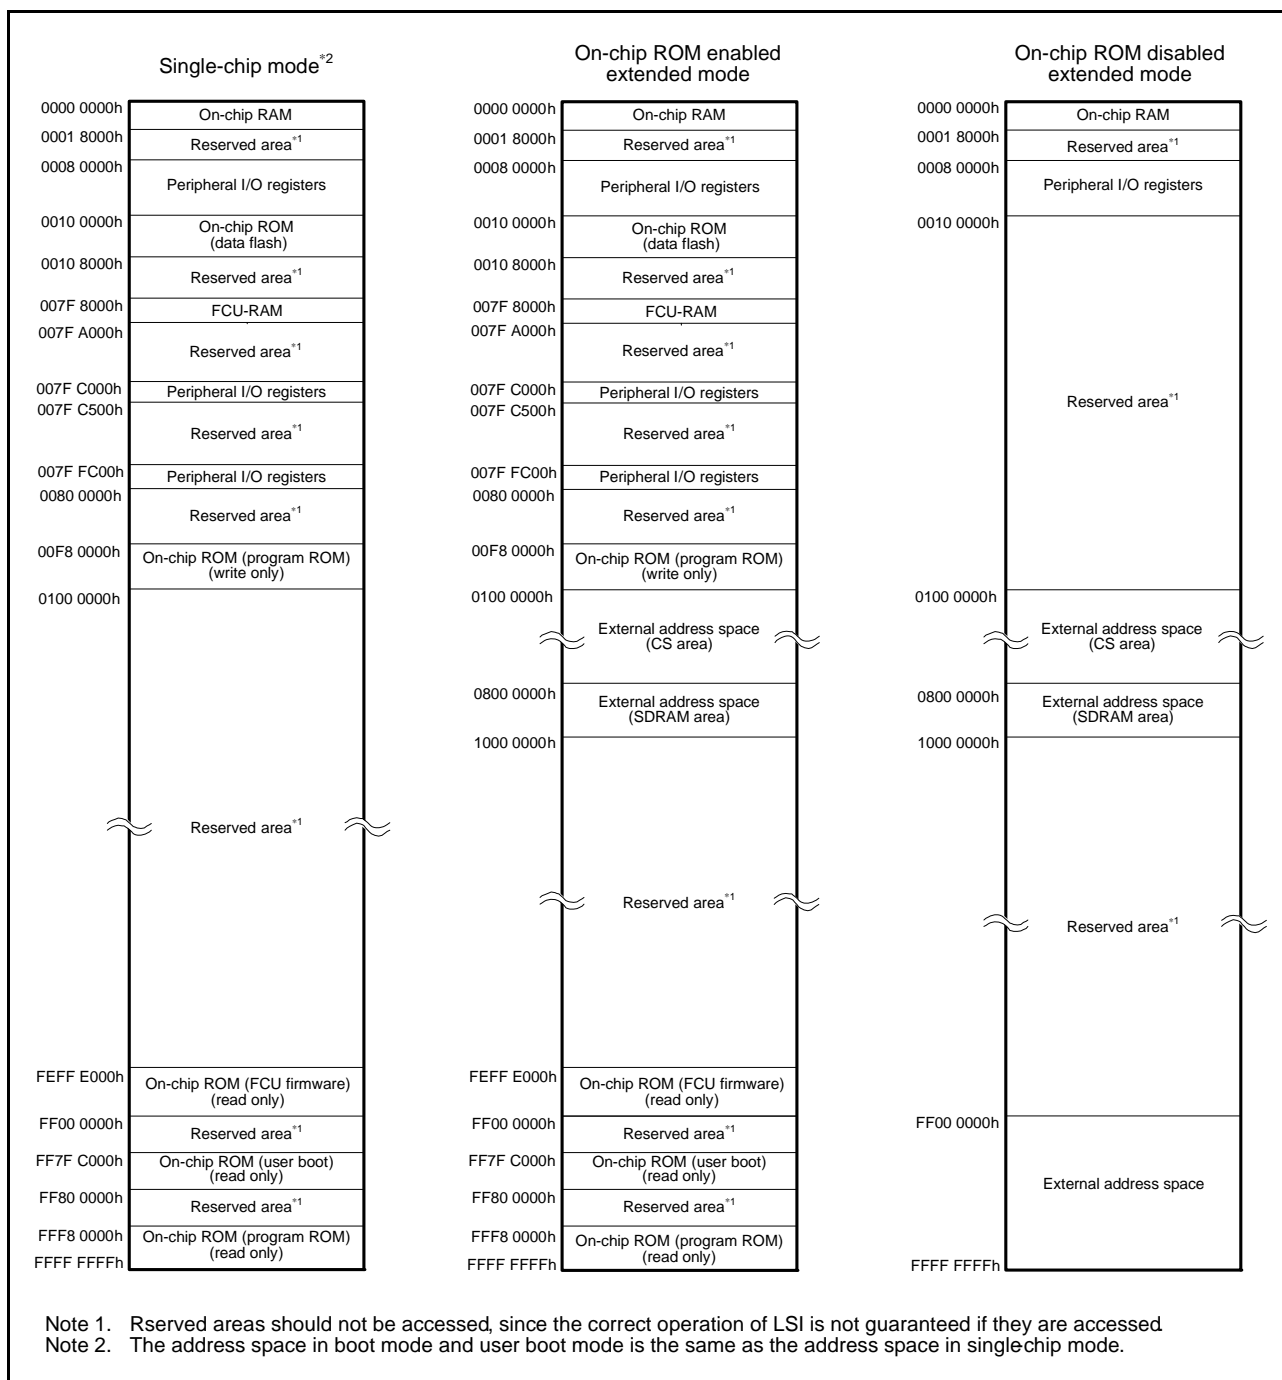 Single-chip mode*2
0000 0000h
On-chip RAM
0001 8000h
Reserved area*1
0008 0000h
Peripheral I/O registers
0010 0000h
On-chip ROM
(data flash)
0010 8000h
Reserved area*1
007F 8000h
FCU-RAM
007F A000h
Reserved area*1
007F C000h
Peripheral I/O registers
007F C500h
Reserved area*1
007F FC00h
Peripheral I/O registers
0080 0000h
Reserved area*1
00F8 0000h
On-chip ROM (program ROM)
(write only)
0100 0000h
Reserved area*1
FEFF E000h
On-chip ROM (FCU firmware)
(read only)
FF00 0000h
Reserved area*1
FF7F C000h
On-chip ROM (user boot)
(read only)
FF80 0000h
Reserved area*1
FFF8 0000h
On-chip ROM (program ROM)
(read only)
FFFF FFFFh
On-chip ROM enabled
extended mode
0000 0000h
On-chip RAM
0001 8000h
Reserved area*1
0008 0000h
Peripheral I/O registers
0010 0000h
On-chip ROM
(data flash)
0010 8000h
Reserved area*1
007F 8000h
FCU-RAM
007F A000h
Reserved area*1
007F C000h
Peripheral I/O registers
007F C500h
Reserved area*1
007F FC00h
Peripheral I/O registers
0080 0000h
Reserved area*1
00F8 0000h
On-chip ROM (program ROM)
(write only)
0100 0000h
External address space
(CS area)
0800 0000h
External address space
(SDRAM area)
1000 0000h
Reserved area*1
FEFF E000h
On-chip ROM (FCU firmware)
(read only)
FF00 0000h
Reserved area*1
FF7F C000h
On-chip ROM (user boot)
(read only)
FF80 0000h
Reserved area*1
FFF8 0000h
On-chip ROM (program ROM)
(read only)
FFFF FFFFh
On-chip ROM disabled
extended mode
0000 0000h
On-chip RAM
0001 8000h
Reserved area*1
0008 0000h
Peripheral I/O registers
0010 0000h
Reserved area*1
0100 0000h
External address space
(CS area)
0800 0000h
External address space
(SDRAM area)
1000 0000h
Reserved area*1
FF00 0000h
External address space
FFFF FFFFh
Note 1. Rserved areas should not be accessed, since the correct operation of LSI is not guaranteed if they are accessed.
Note 2. The address space in boot mode and user boot mode is the same as the address space in single-chip mode.